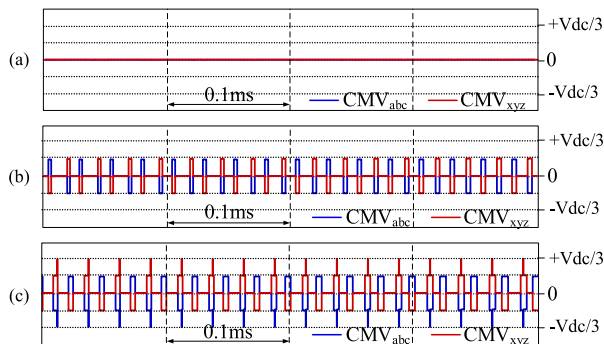 +Vdc/3
(a)
0
0.1ms
-Vdc/3
CMVabc
CMVxyz
+Vdc/3
(b)
0
0.1ms
-Vdc/3
CMVabc
CMVxyz
+Vdc/3
(c)
0
0.1ms
-Vdc/3
CMVabc
CMVxyz